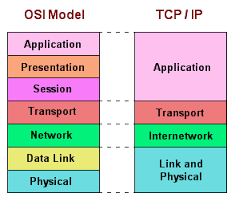 OSI Model
TCP / IP
Application
Presentation
Session
Transport
Network
Data Link
Physical
Application
Transport
Internetwork
Link and
Physical